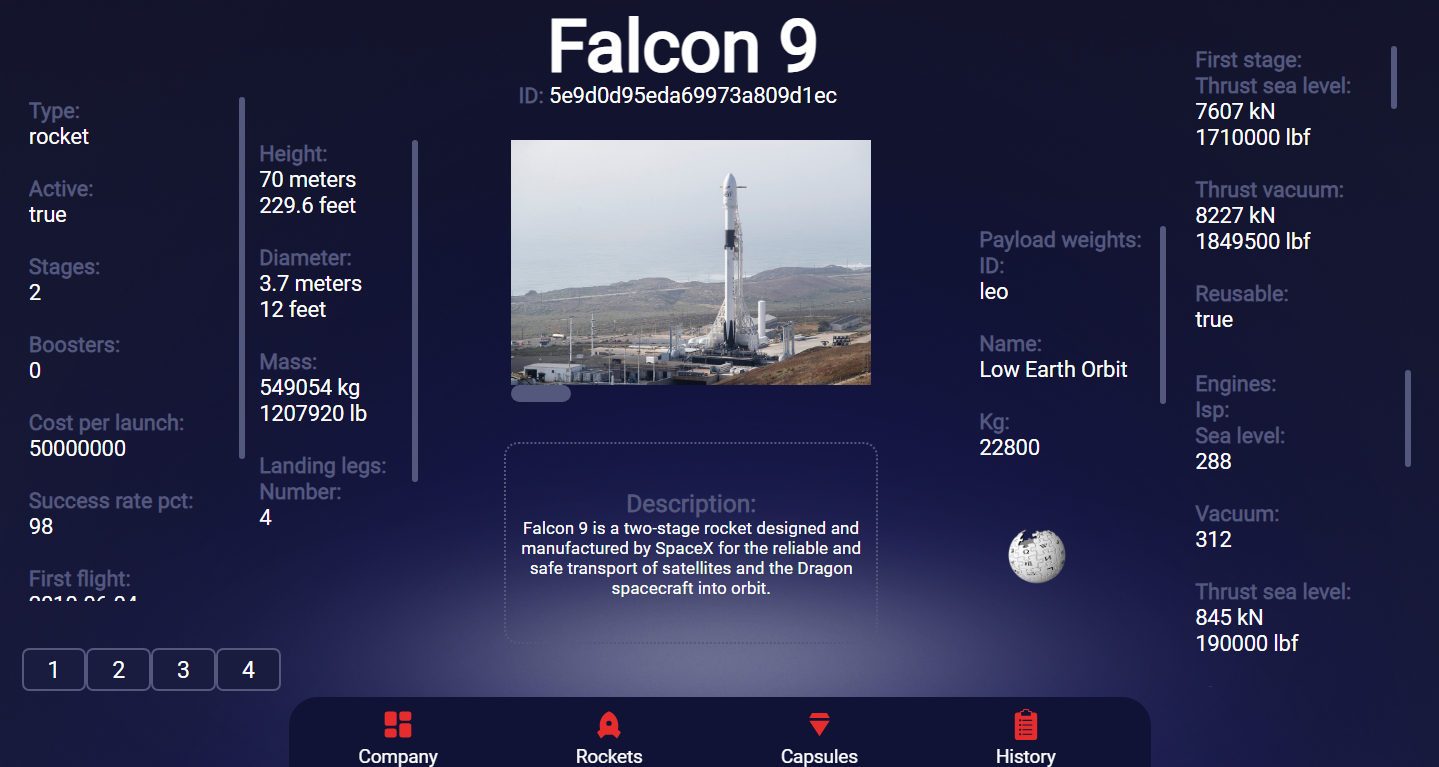 Falcon 9
ID: 5e9d0d95eda69973a809d1ec
Type:
rocket
Active:
true
Stages:
2
Boosters:
0
Cost per launch:
50000000
Success rate pct:
98
First flight:
Height:
70 meters
229.6 feet
Diameter:
3.7 meters
12 feet
Mass:
549054 kg
1207920 lb
Landing legs:
Number:
4
Description:
Falcon 9 is a two-stage rocket designed and
manufactured by SpaceX for the reliable and
safe transport of satellites and the Dragon
spacecraft into orbit.
Payload weights:
ID:
leo
Name:
Low Earth Orbit
Kg:
22800
First stage:
Thrust sea level:
7607 kN
1710000 lbf
Thrust vacuum:
8227 kN
1849500 lbf
Reusable:
true
Engines:
Isp:
Sea level:
288
Vacuum:
312
Thrust sea level:
845 kN
190000 lbf
1 2 3 4
Company Rockets Capsules History